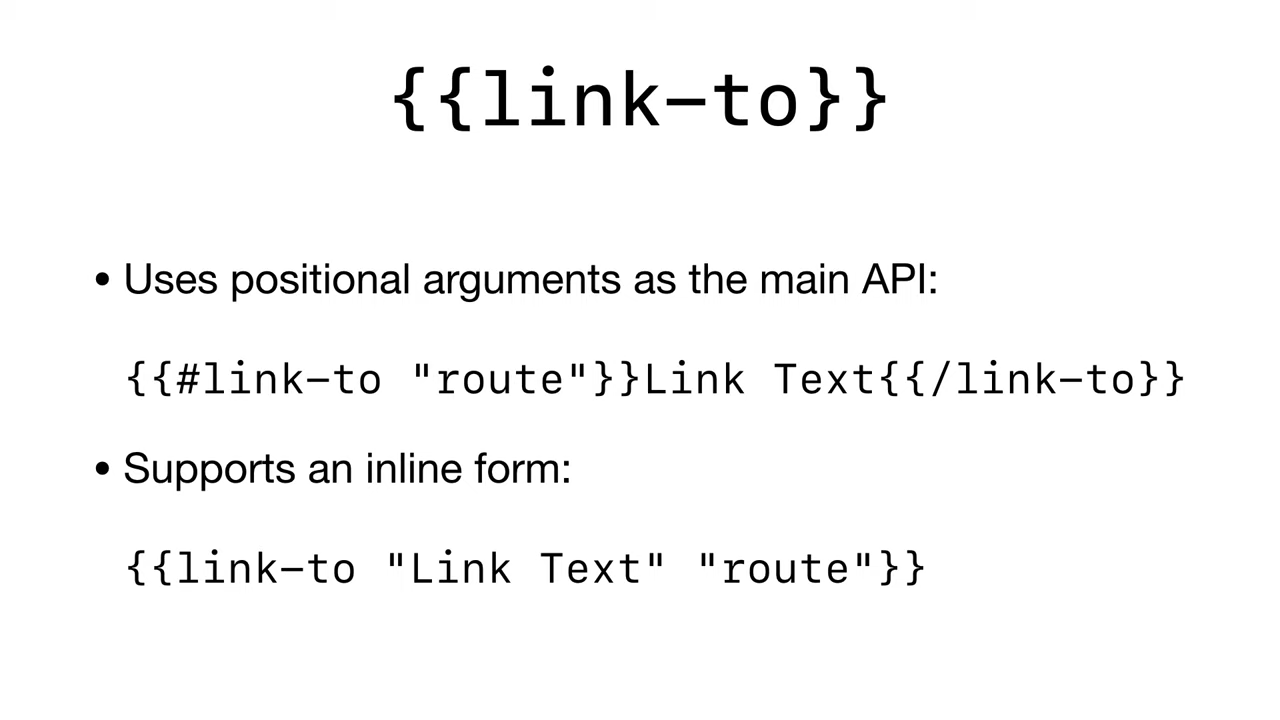 {{link-to}}
• Uses positional arguments as the main API:
{{#link-to "route"}}Link Text{{/link-to}}
• Supports an inline form:
{{link-to "Link Text" "route"}}